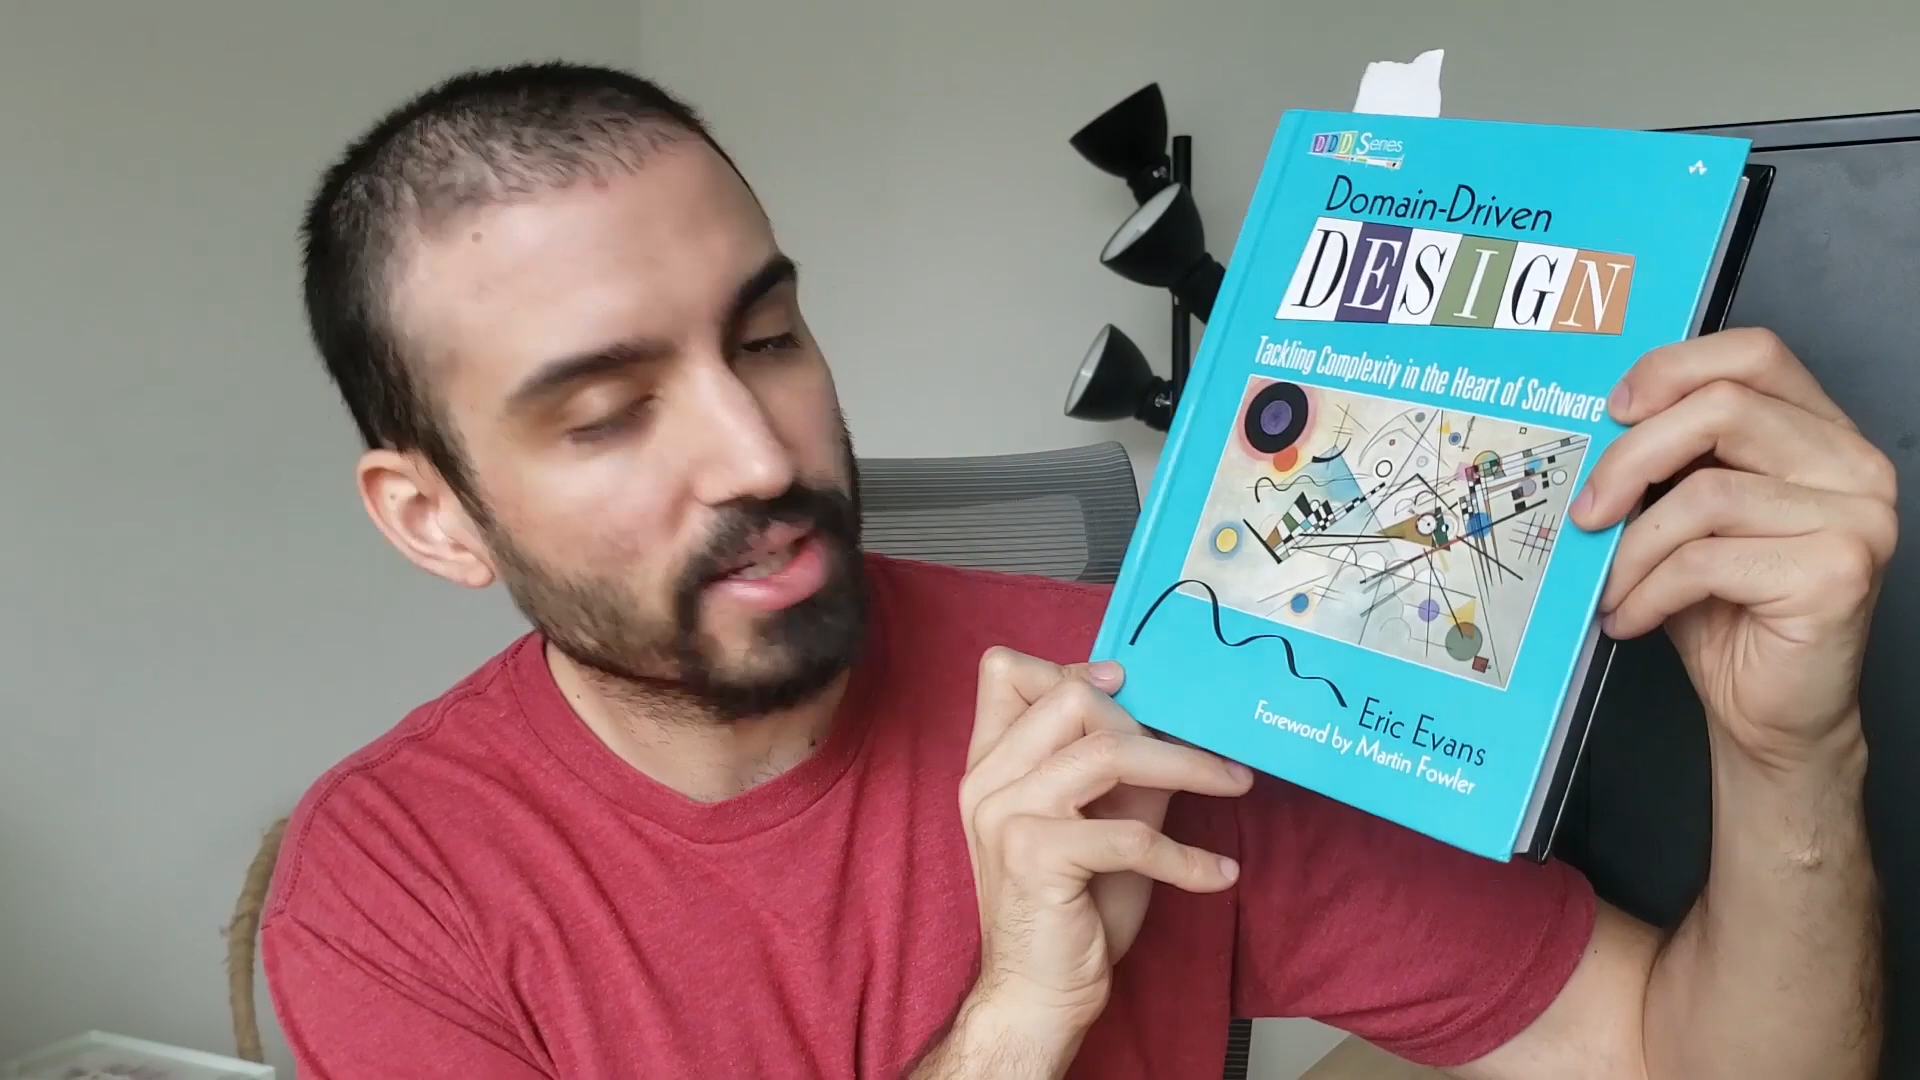 DDD Series
Domain-Driven
DESIGN
Tackling Complexity in the Heart of Software
Eric Evans
Foreword by Martin Fowler